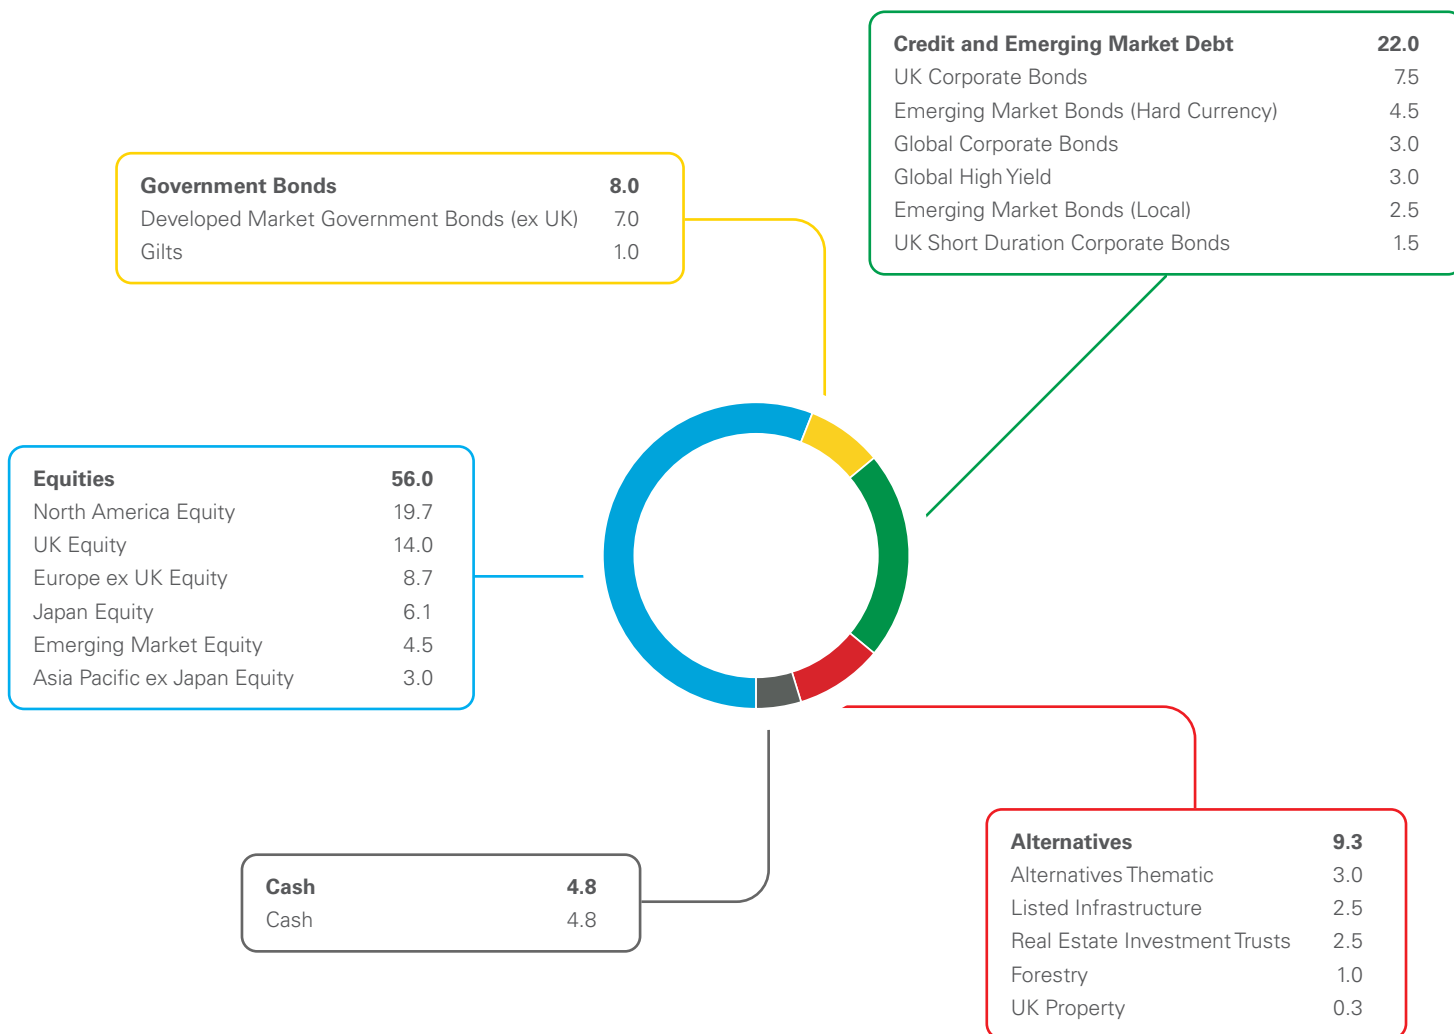 Credit and Emerging Market Debt 22.0
UK Corporate Bonds 7.5
Emerging Market Bonds (Hard Currency) 4.5
Global Corporate Bonds 3.0
Global High Yield 3.0
Emerging Market Bonds (Local) 2.5
UK Short Duration Corporate Bonds 1.5
Government Bonds 8.0
Developed Market Government Bonds (ex UK) 7.0
Gilts 1.0
Equities 56.0
North America Equity 19.7
UK Equity 14.0
Europe ex UK Equity 8.7
Japan Equity 6.1
Emerging Market Equity 4.5
Asia Pacific ex Japan Equity 3.0
Cash 4.8
Cash 4.8
Alternatives 9.3
Alternatives Thematic 3.0
Listed Infrastructure 2.5
Real Estate Investment Trusts 2.5
Forestry 1.0
UK Property 0.3